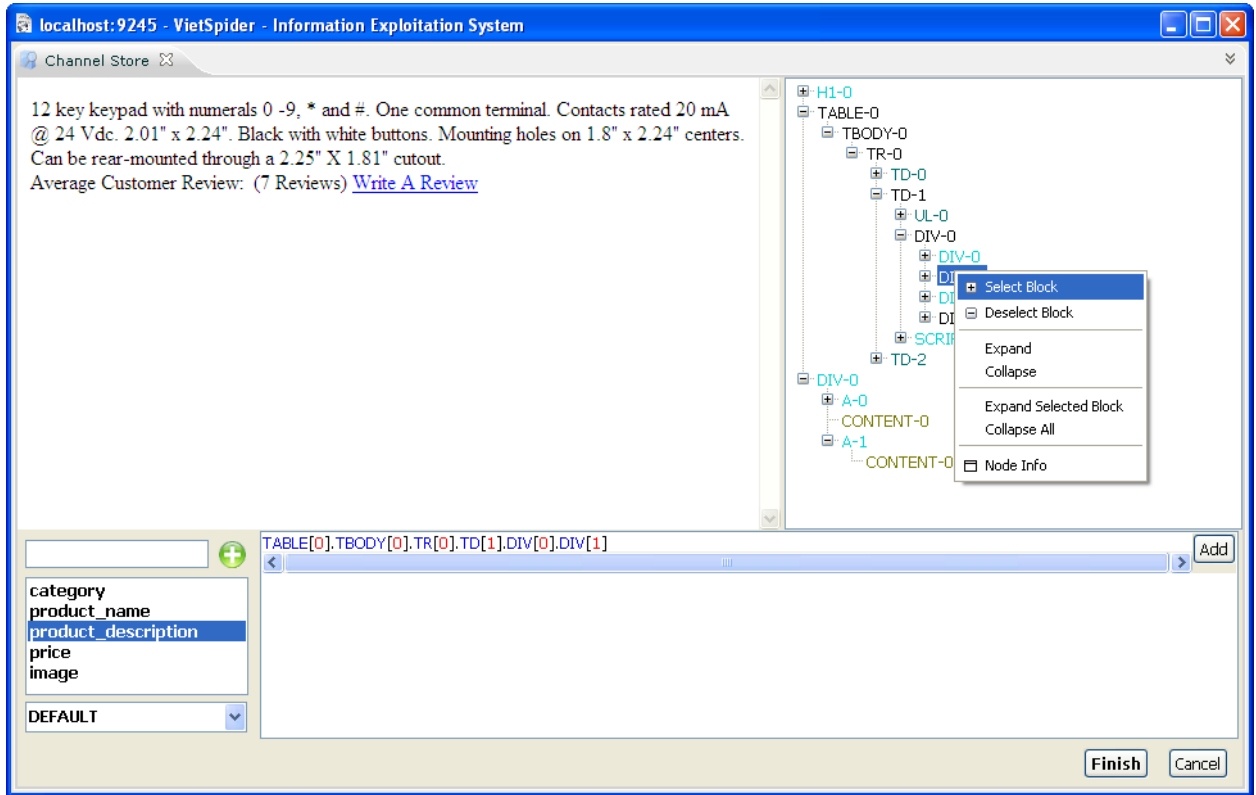 localhost:9245 - VietSpider - Information Exploitation System
Channel Store
12 key keypad with numerals 0 -9, * and #. One common terminal. Contacts rated 20 mA
@ 24 Vdc. 2.01" x 2.24". Black with white buttons. Mounting holes on 1.8" x 2.24" centers.
Can be rear-mounted through a 2.25" X 1.81" cutout.
Average Customer Review: (7 Reviews) Write A Review
H1-0
TABLE-0
TBODY-0
TR-0
TD-0
TD-1
UL-0
DIV-0
DIV-0
DI
DI
DI
SCRIP
TD-2
DIV-0
A-0
CONTENT-0
A-1
CONTENT-0
Select Block
Deselect Block
Expand
Collapse
Expand Selected Block
Collapse All
Node Info
TABLE[0].TBODY[0].TR[0].TD[1].DIV[0].DIV[1]
Add
category
product_name
product_description
price
image
DEFAULT
Finish
Cancel